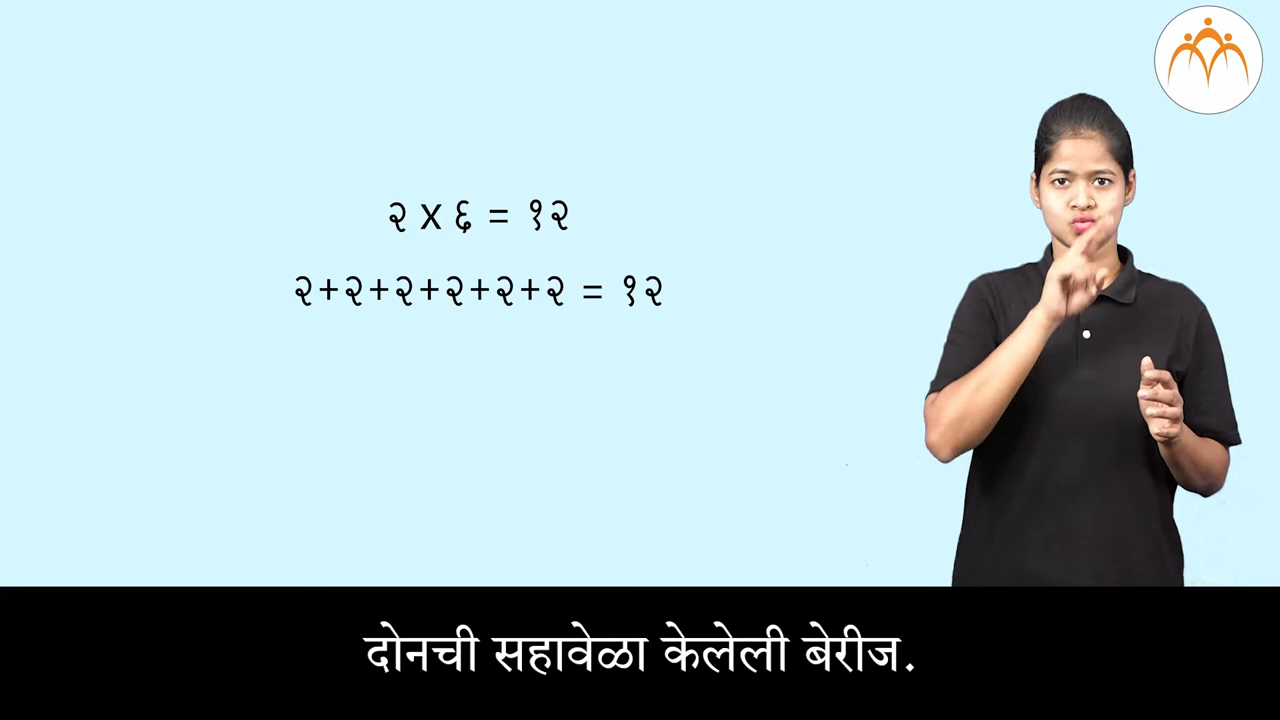 २ x ६ = १२
२+२+२+२+२+२ = १२
दोनची सहावेळा केलेली बेरीज.